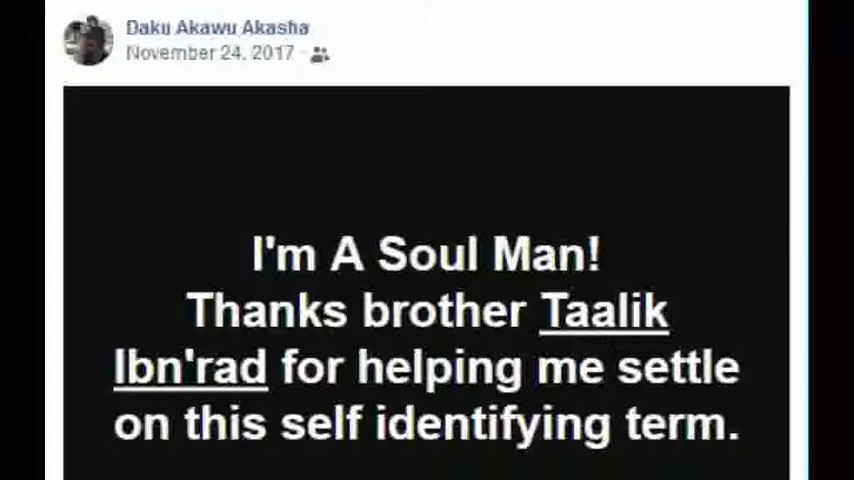 Daku Akawu Akasha
November 24, 2017 ·
I'm A Soul Man!
Thanks brother Taalik
Ibn'rad for helping me settle
on this self identifying term.